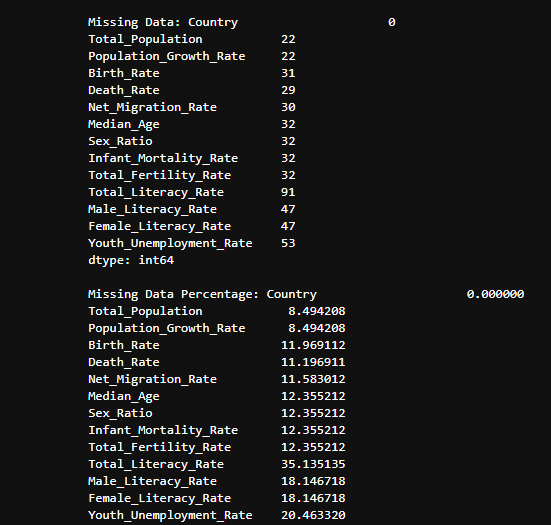 Missing Data: Country                     0
Total_Population           22
Population_Growth_Rate     22
Birth_Rate                 31
Death_Rate                 29
Net_Migration_Rate         30
Median_Age                 32
Sex_Ratio                  32
Infant_Mortality_Rate      32
Total_Fertility_Rate       32
Total_Literacy_Rate        91
Male_Literacy_Rate         47
Female_Literacy_Rate       47
Youth_Unemployment_Rate    53
dtype: int64

Missing Data Percentage: Country                     0.000000
Total_Population            8.494208
Population_Growth_Rate      8.494208
Birth_Rate                 11.969112
Death_Rate                 11.196911
Net_Migration_Rate         11.583012
Median_Age                 12.355212
Sex_Ratio                  12.355212
Infant_Mortality_Rate      12.355212
Total_Fertility_Rate       12.355212
Total_Literacy_Rate        35.135135
Male_Literacy_Rate         18.146718
Female_Literacy_Rate       18.146718
Youth_Unemployment_Rate    20.463320